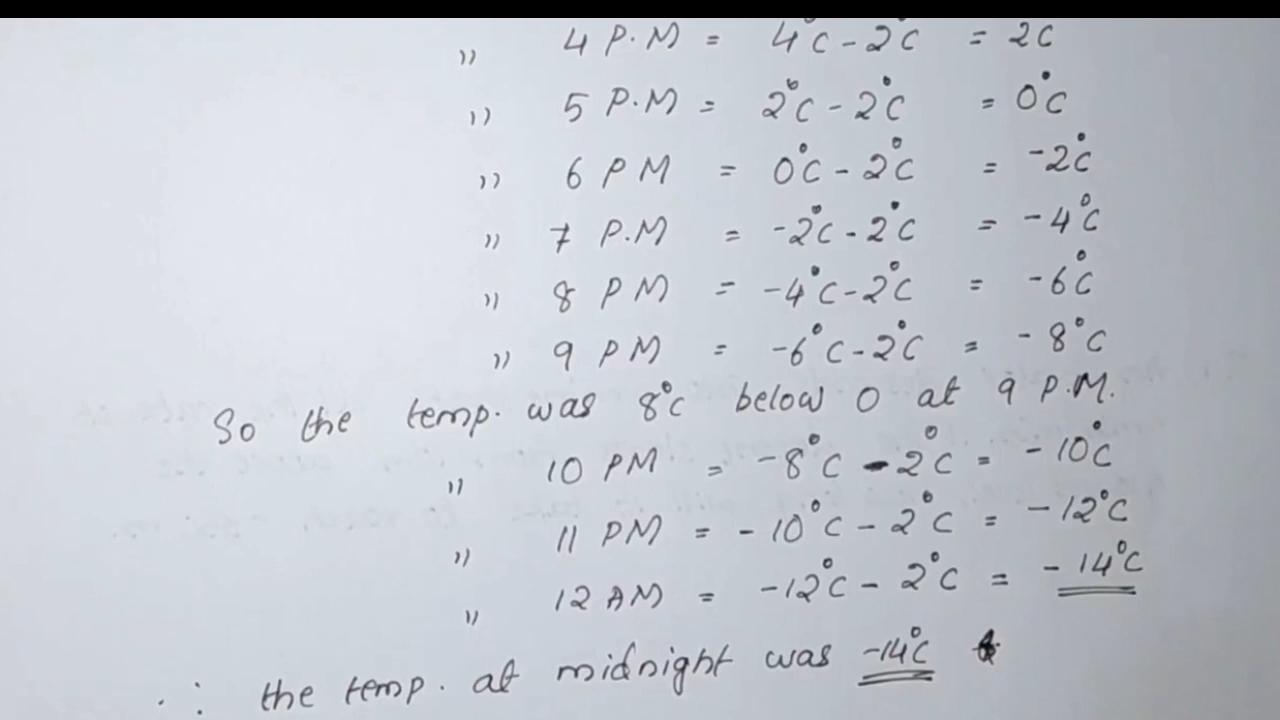 ,, 4 P.M = 4°C - 2°C = 2C
,, 5 P.M = 2°C - 2°C = 0°C
,, 6 PM = 0°C - 2°C = -2°C
,, 7 P.M = -2°C - 2°C = -4°C
,, 8 PM = -4°C - 2°C = -6°C
,, 9 PM = -6°C - 2°C = -8°C
So the temp. was 8°C below 0 at 9 P.M.
,, 10 PM = -8°C - 2°C = -10°C
,, 11 PM = -10°C - 2°C = -12°C
,, 12 AM = -12°C - 2°C = -14°C
∴ the temp. at midnight was -14°C